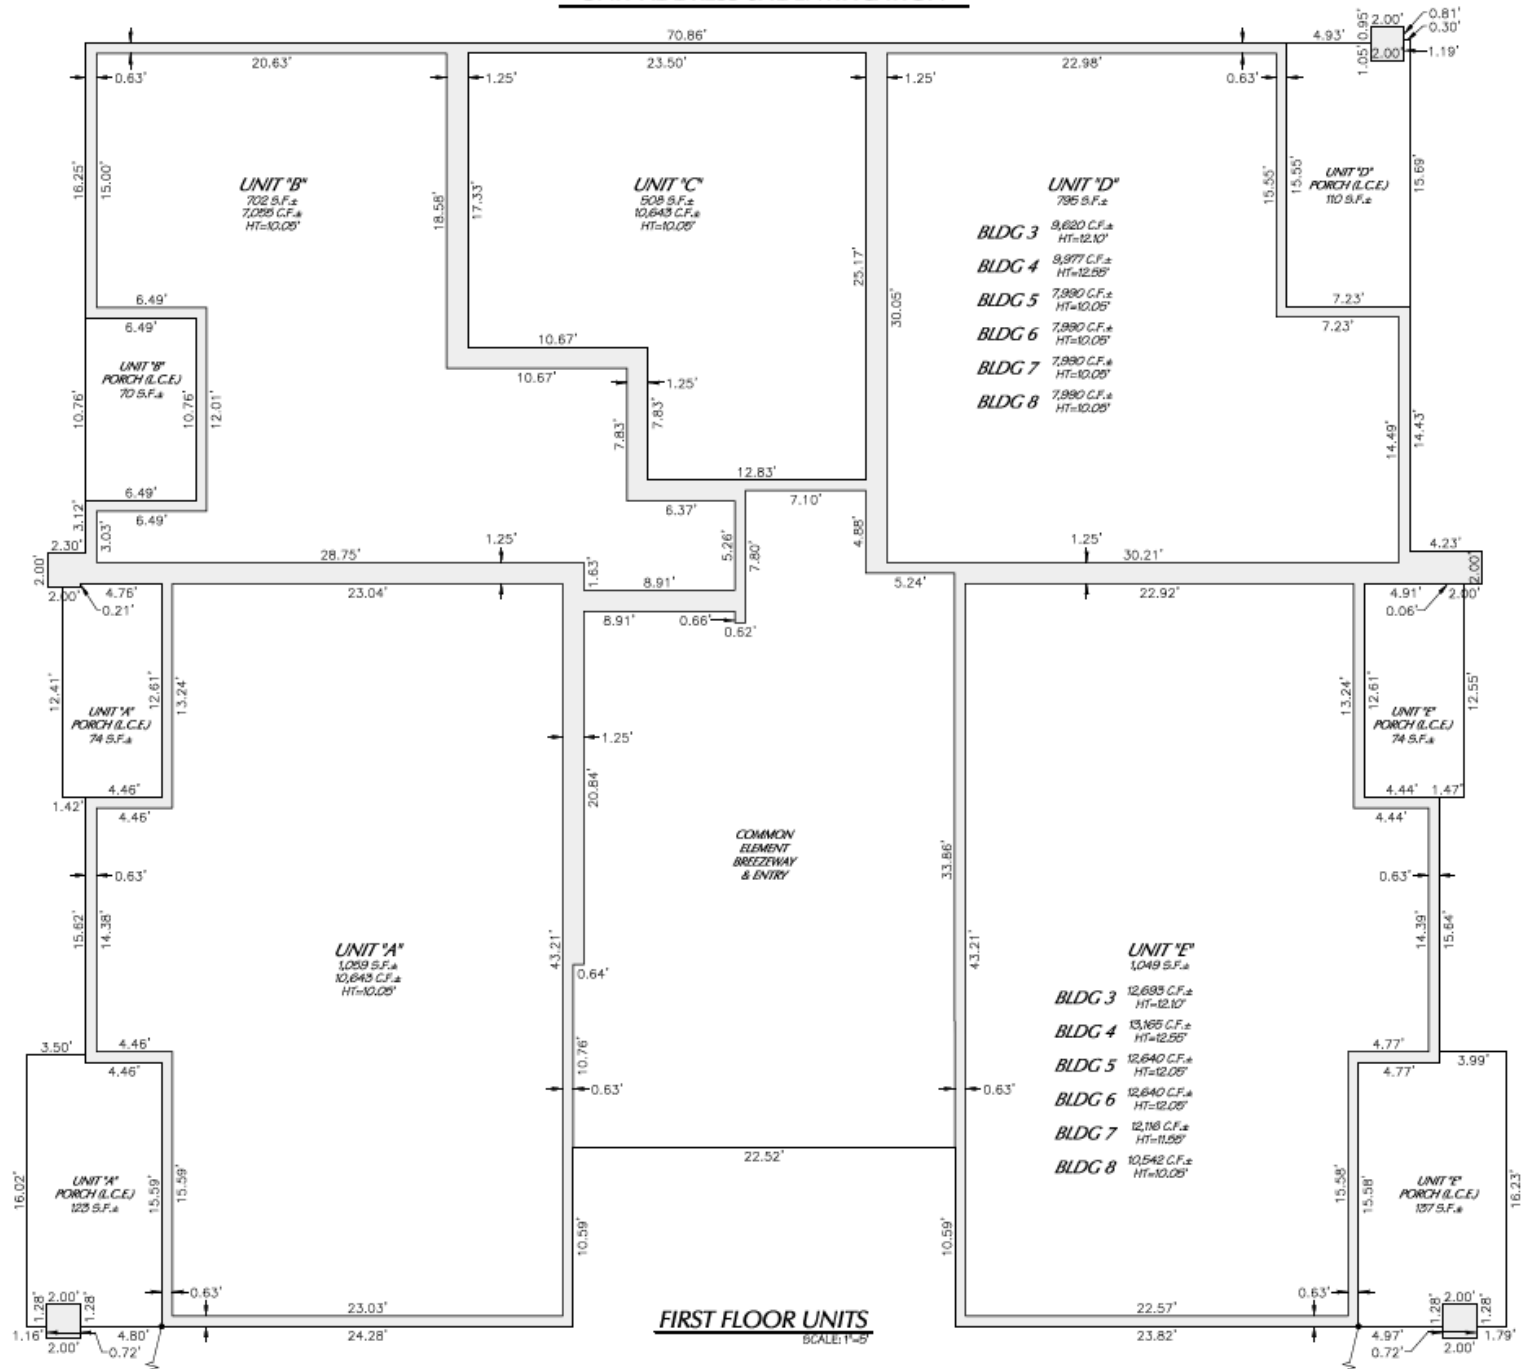 70.86'
4.93'
0.95'
2.00'
0.81'
0.30'
1.05'
2.00'
1.19'
0.63'
20.63'
1.25'
23.50'
1.25'
22.98'
0.63'
16.25'
15.00'
UNIT "B"
702 S.F.±
7,055 C.F.±
HT=10.05'
18.58'
17.33'
UNIT "C"
508 S.F.±
10,643 C.F.±
HT=10.05'
25.17'
30.05'
UNIT "D"
795 S.F.±
BLDG 3 9,620 C.F.±
HT=12.10'
BLDG 4 9,977 C.F.±
HT=12.55'
BLDG 5 7,990 C.F.±
HT=10.05'
BLDG 6 7,990 C.F.±
HT=10.05'
BLDG 7 7,990 C.F.±
HT=10.05'
BLDG 8 7,990 C.F.±
HT=10.05'
15.55'
15.55'
UNIT "D"
PORCH (L.C.E.)
110 S.F.±
15.69'
7.23'
7.23'
6.49'
6.49'
UNIT "B"
PORCH (L.C.E.)
70 S.F.±
10.76'
10.76'
12.01'
10.67'
10.67'
1.25'
7.83'
7.83'
14.49'
14.43'
6.49'
6.49'
3.12'
3.03'
12.83'
7.10'
6.37'
5.26'
7.80'
4.88'
2.30'
2.00'
2.00'
0.21'
4.76'
28.75'
1.25'
23.04'
1.63'
8.91'
8.91'
0.66'
0.62'
5.24'
1.25'
30.21'
22.92'
4.23'
2.00'
4.91'
2.00'
0.06'
12.41'
12.61'
13.24'
UNIT "A"
PORCH (L.C.E.)
74 S.F.±
1.25'
20.84'
13.24'
12.61'
12.55'
UNIT "E"
PORCH (L.C.E.)
74 S.F.±
1.42'
4.46'
4.46'
4.44'
1.47'
4.44'
COMMON
ELEMENT
BREEZEWAY
& ENTRY
33.86'
0.63'
0.63'
15.62'
14.38'
UNIT "A"
1,059 S.F.±
10,643 C.F.±
HT=10.05'
43.21'
0.64'
43.21'
UNIT "E"
1,049 S.F.±
BLDG 3 12,693 C.F.±
HT=12.10'
BLDG 4 13,165 C.F.±
HT=12.55'
BLDG 5 12,640 C.F.±
HT=12.05'
BLDG 6 12,640 C.F.±
HT=12.05'
BLDG 7 12,116 C.F.±
HT=11.55'
BLDG 8 10,542 C.F.±
HT=10.05'
14.39'
15.64'
3.50'
4.46'
4.46'
10.76'
0.63'
0.63'
4.77'
4.77'
3.99'
22.52'
16.02'
UNIT "A"
PORCH (L.C.E.)
123 S.F.±
15.59'
15.59'
10.59'
10.59'
15.58'
15.58'
UNIT "E"
PORCH (L.C.E.)
137 S.F.±
16.23'
1.28'
2.00'
1.28'
0.63'
1.16'
2.00'
0.72'
4.80'
23.03'
24.28'
FIRST FLOOR UNITS
SCALE: 1"=5'
22.57'
23.82'
0.63'
1.28'
2.00'
1.28'
4.97'
0.72'
2.00'
1.79'